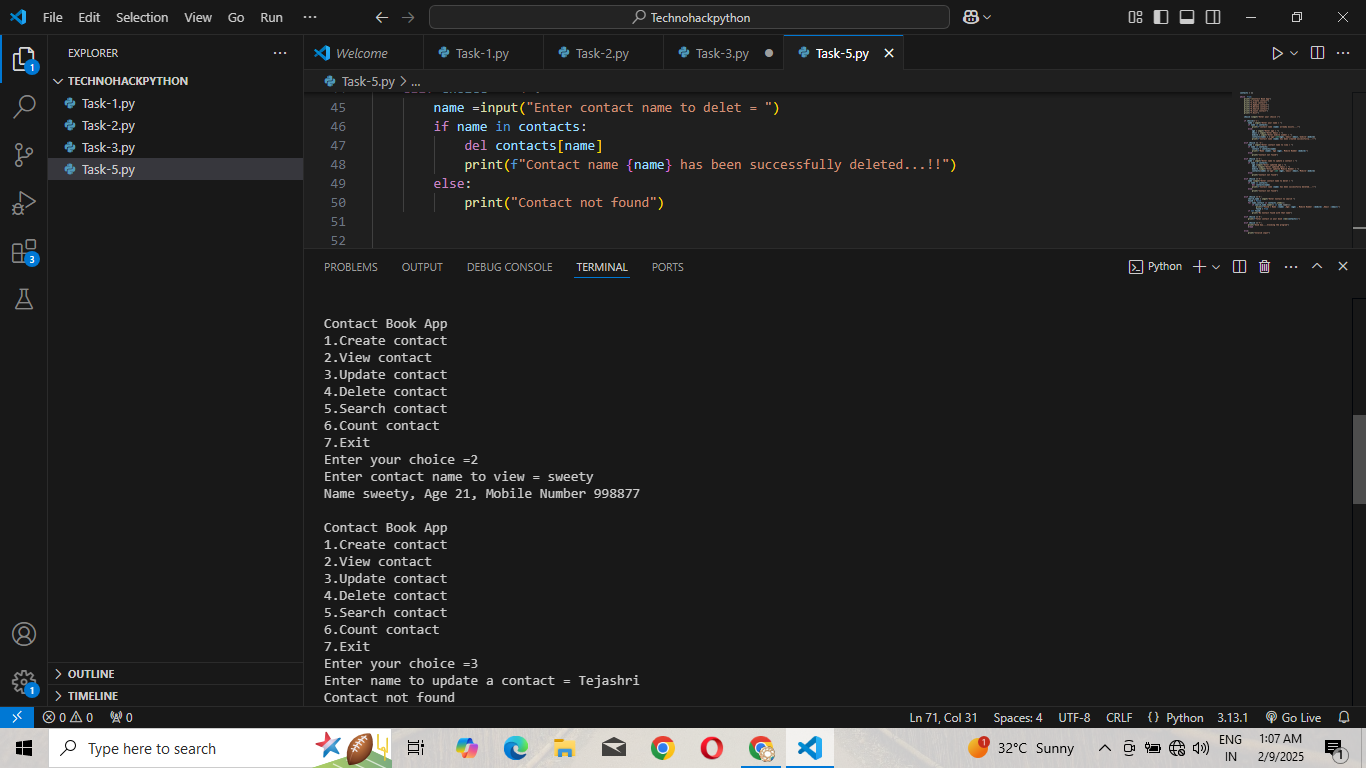 File Edit Selection View Go Run ··· Technohackpython
EXPLORER ···
TECHNOHACKPYTHON
Task-1.py
Task-2.py
Task-3.py
Task-5.py
OUTLINE
TIMELINE
1
3
1
Welcome Task-1.py Task-2.py Task-3.py Task-5.py
Task-5.py > ...
45 name =input("Enter contact name to delet = ")
46 if name in contacts:
47 del contacts[name]
48 print(f"Contact name {name} has been successfully deleted...!!")
49 else:
50 print("Contact not found")
51
52
PROBLEMS OUTPUT DEBUG CONSOLE TERMINAL PORTS Python
Contact Book App
1.Create contact
2.View contact
3.Update contact
4.Delete contact
5.Search contact
6.Count contact
7.Exit
Enter your choice =2
Enter contact name to view = sweety
Name sweety, Age 21, Mobile Number 998877
Contact Book App
1.Create contact
2.View contact
3.Update contact
4.Delete contact
5.Search contact
6.Count contact
7.Exit
Enter your choice =3
Enter name to update a contact = Tejashri
Contact not found
0 0 0 Ln 71, Col 31 Spaces: 4 UTF-8 CRLF {} Python 3.13.1 Go Live
Type here to search 1 32°C Sunny ENG 1:07 AM
IN 2/9/2025 1